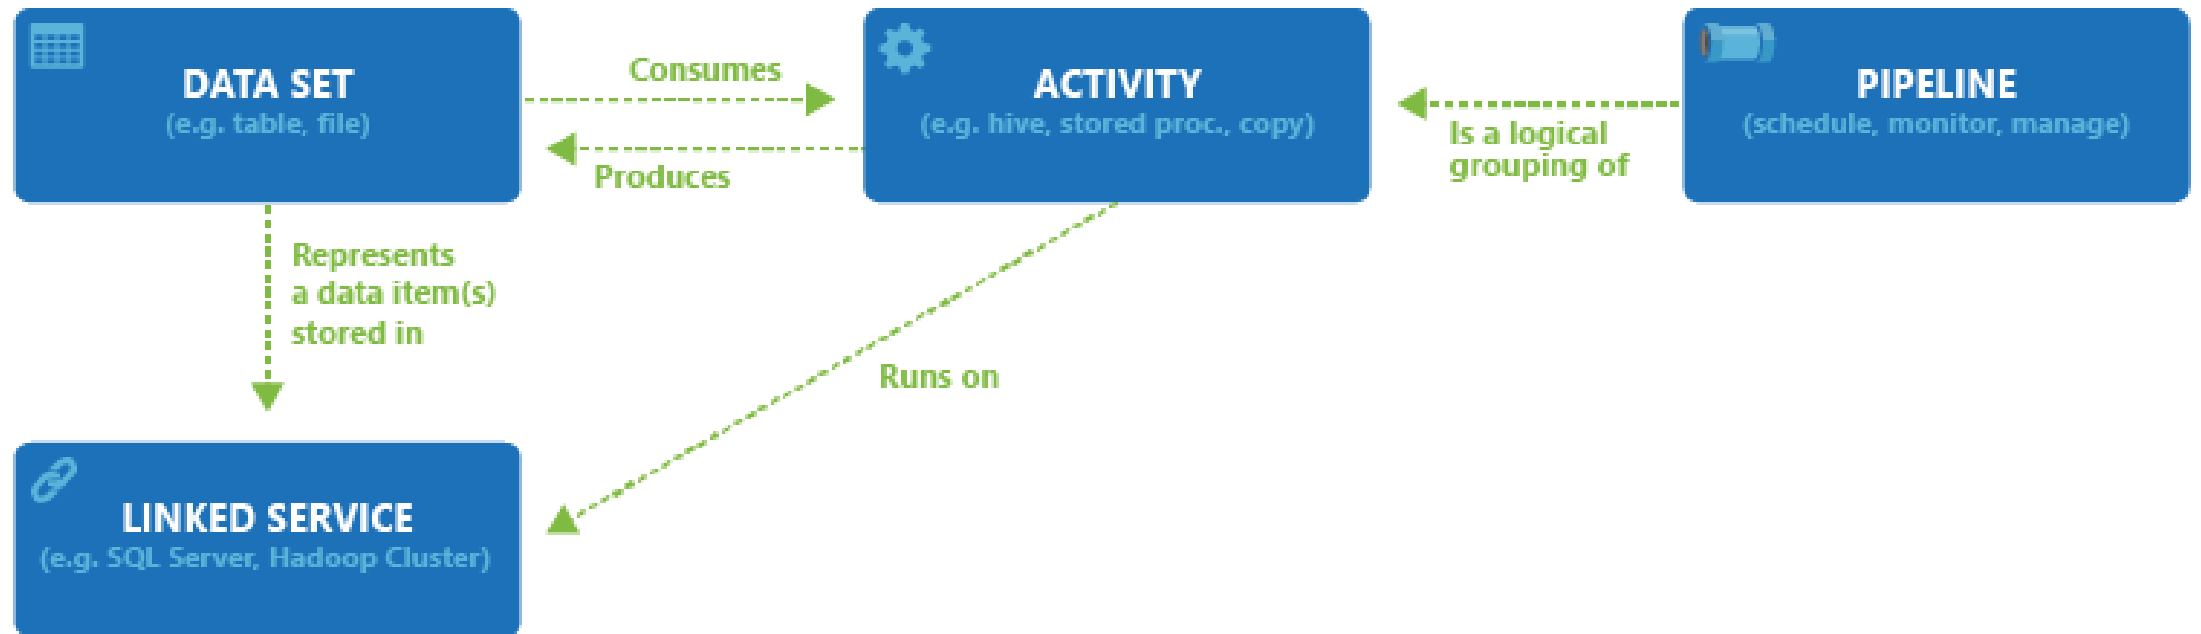 DATA SET
(e.g. table, file)
Consumes
Produces
ACTIVITY
(e.g. hive, stored proc., copy)
Is a logical
grouping of
PIPELINE
(schedule, monitor, manage)
Represents
a data item(s)
stored in
Runs on
LINKED SERVICE
(e.g. SQL Server, Hadoop Cluster)